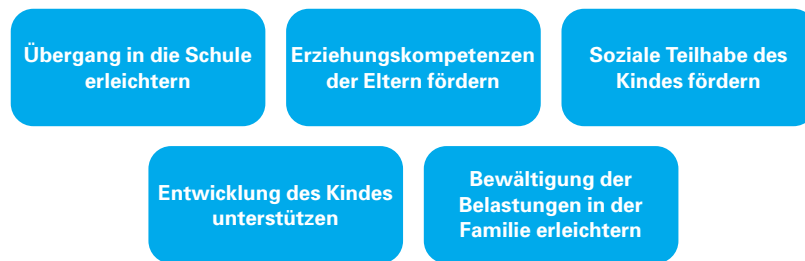 Übergang in die Schule
erleichtern
Erziehungskompetenzen
der Eltern fördern
Soziale Teilhabe des
Kindes fördern
Entwicklung des Kindes
unterstützen
Bewältigung der
Belastungen in der
Familie erleichtern